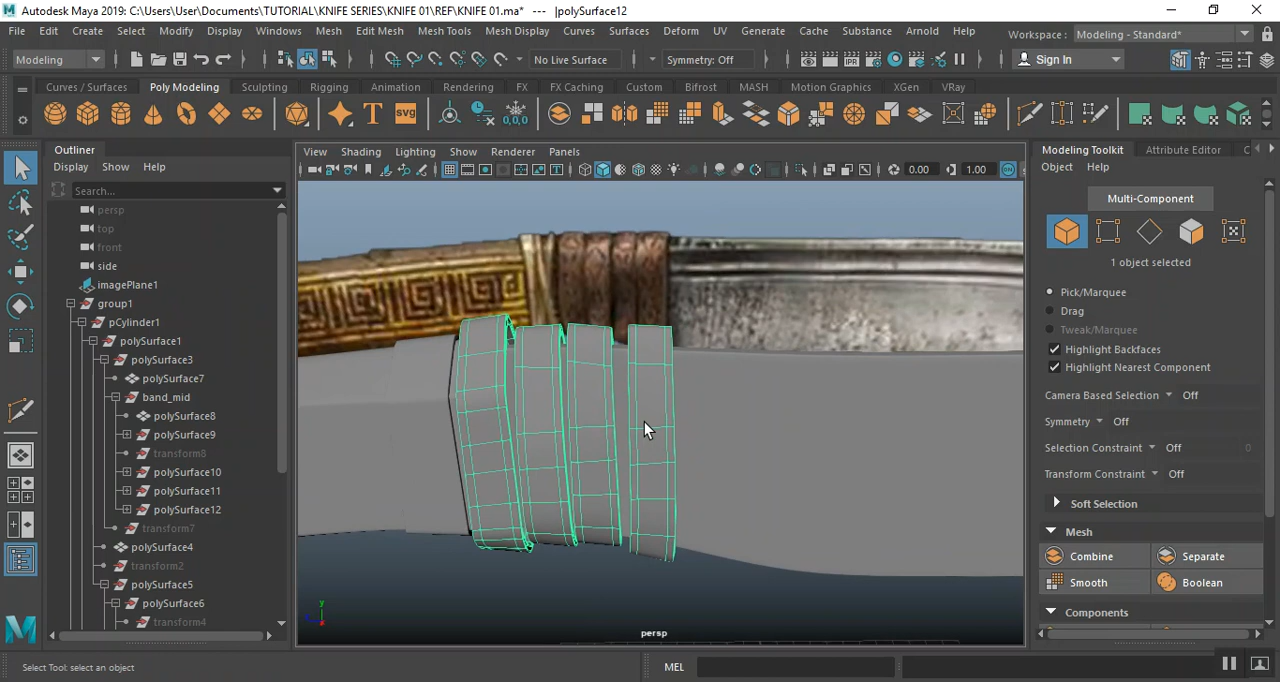 Autodesk Maya 2019: C:\Users\User\Documents\TUTORIAL\KNIFE SERIES\KNIFE 01\REF\KNIFE 01.ma* --- |polySurface12
File Edit Create Select Modify Display Windows Mesh Edit Mesh Mesh Tools Mesh Display Curves Surfaces Deform UV Generate Cache Substance Arnold Help Workspace : Modeling - Standard*
Modeling No Live Surface Symmetry: Off Sign In
Curves / Surfaces Poly Modeling Sculpting Rigging Animation Rendering FX FX Caching Custom Bifrost MASH Motion Graphics XGen VRay
Outliner
Display Show Help
Search...
persp
top
front
side
imagePlane1
group1
pCylinder1
polySurface1
polySurface3
polySurface7
band_mid
polySurface8
polySurface9
transform8
polySurface10
polySurface11
polySurface12
transform7
polySurface4
transform2
polySurface5
polySurface6
transform4
View Shading Lighting Show Renderer Panels
0.00 1.00
persp
Modeling Toolkit Attribute Editor C
Object Help
Multi-Component
1 object selected
Pick/Marquee
Drag
Tweak/Marquee
Highlight Backfaces
Highlight Nearest Component
Camera Based Selection Off
Symmetry Off
Selection Constraint Off 0
Transform Constraint Off
Soft Selection
Mesh
Combine Separate
Smooth Boolean
Components
Select Tool: select an object
MEL